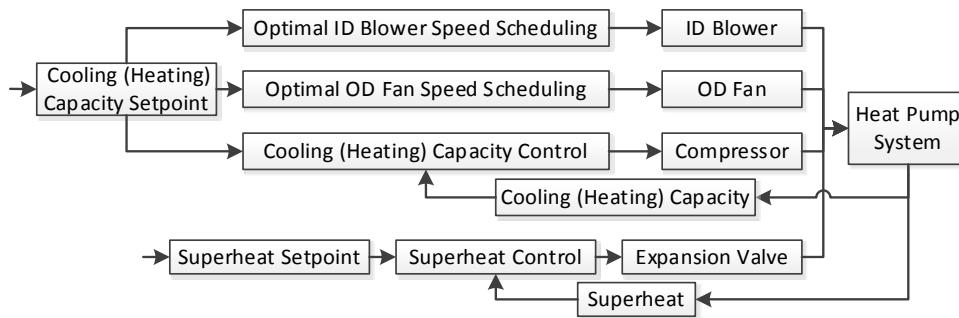 Optimal ID Blower Speed Scheduling
ID Blower
Cooling (Heating)
Capacity Setpoint
Optimal OD Fan Speed Scheduling
OD Fan
Heat Pump
System
Cooling (Heating) Capacity Control
Compressor
Cooling (Heating) Capacity
Superheat Setpoint
Superheat Control
Expansion Valve
Superheat